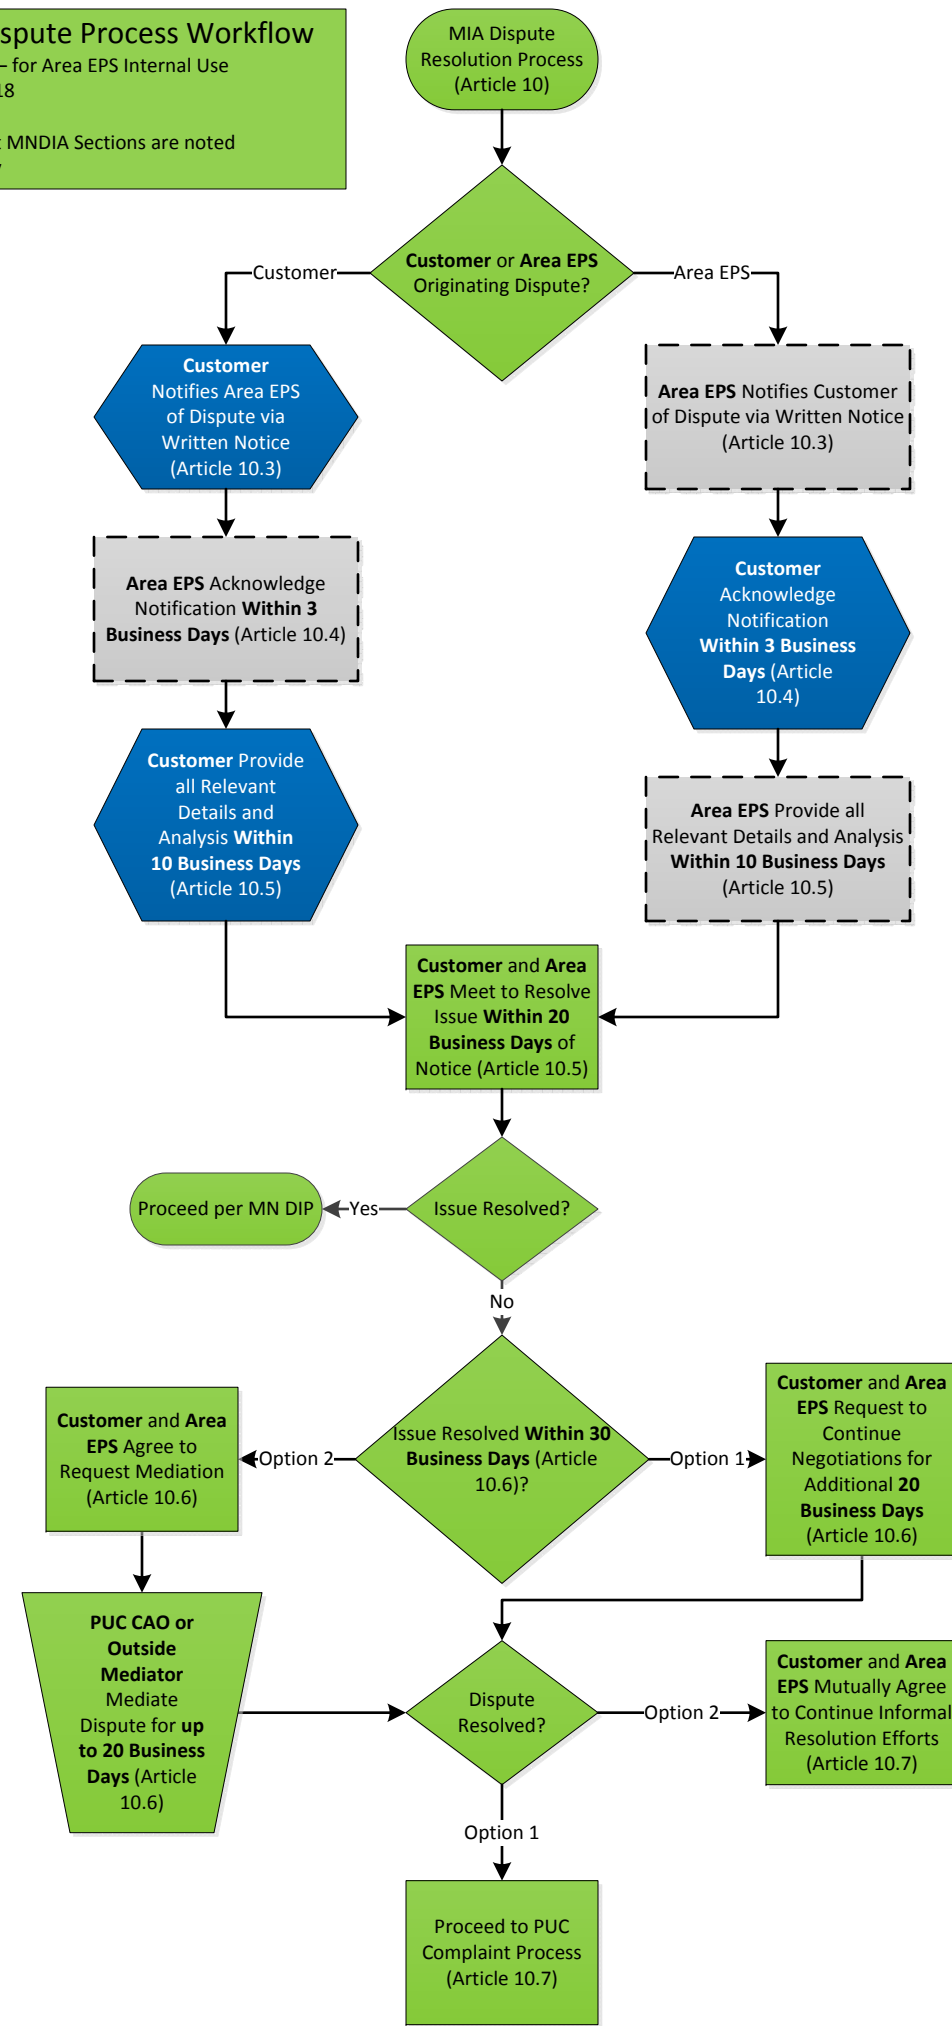 spute Process Workflow
– for Area EPS Internal Use
18
t MNDIA Sections are noted
MIA Dispute
Resolution Process
(Article 10)
Customer or Area EPS
Originating Dispute?
Customer
Area EPS
Customer
Notifies Area EPS
of Dispute via
Written Notice
(Article 10.3)
Area EPS Notifies Customer
of Dispute via Written Notice
(Article 10.3)
Area EPS Acknowledge
Notification Within 3
Business Days (Article 10.4)
Customer
Acknowledge
Notification
Within 3 Business
Days (Article
10.4)
Customer Provide
all Relevant
Details and
Analysis Within
10 Business Days
(Article 10.5)
Area EPS Provide all
Relevant Details and Analysis
Within 10 Business Days
(Article 10.5)
Customer and Area
EPS Meet to Resolve
Issue Within 20
Business Days of
Notice (Article 10.5)
Issue Resolved?
Yes
Proceed per MN DIP
No
Issue Resolved Within 30
Business Days (Article
10.6)?
Option 2
Customer and Area
EPS Agree to
Request Mediation
(Article 10.6)
Option 1
Customer and Area
EPS Request to
Continue
Negotiations for
Additional 20
Business Days
(Article 10.6)
PUC CAO or
Outside
Mediator
Mediate
Dispute for up
to 20 Business
Days (Article
10.6)
Dispute
Resolved?
Option 2
Customer and Area
EPS Mutually Agree
to Continue Informal
Resolution Efforts
(Article 10.7)
Option 1
Proceed to PUC
Complaint Process
(Article 10.7)